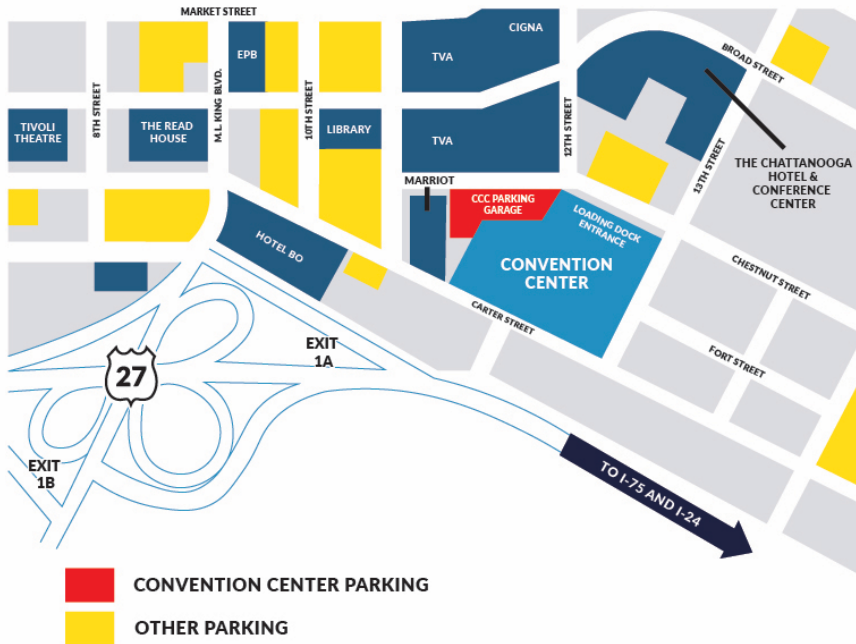 MARKET STREET
CIGNA
EPB
TVA
BROAD STREET
8TH STREET
M.L. KING BLVD.
10TH STREET
12TH STREET
TIVOLI
THEATRE
THE READ
HOUSE
LIBRARY
TVA
13TH STREET
THE CHATTANOOGA
HOTEL &
CONFERENCE
CENTER
MARRIOT
CCC PARKING
GARAGE
LOADING DOCK
ENTRANCE
HOTEL BO
CONVENTION
CENTER
CHESTNUT STREET
CARTER STREET
FORT STREET
EXIT
1A
27
EXIT
1B
TO I-75 AND I-24
CONVENTION CENTER PARKING
OTHER PARKING